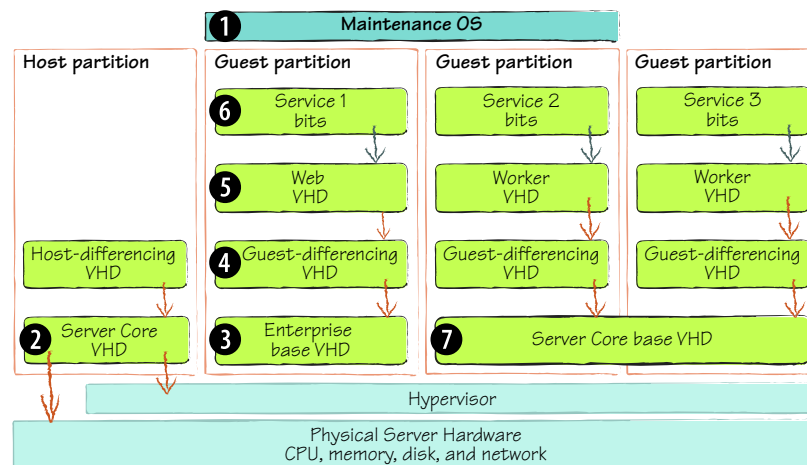 1 Maintenance OS
Host partition
Guest partition
Guest partition
Guest partition
6 Service 1
bits
Service 2
bits
Service 3
bits
5 Web
VHD
Worker
VHD
Worker
VHD
Host-differencing
VHD
4 Guest-differencing
VHD
Guest-differencing
VHD
Guest-differencing
VHD
2 Server Core
VHD
3 Enterprise
base VHD
7 Server Core base VHD
Hypervisor
Physical Server Hardware
CPU, memory, disk, and network